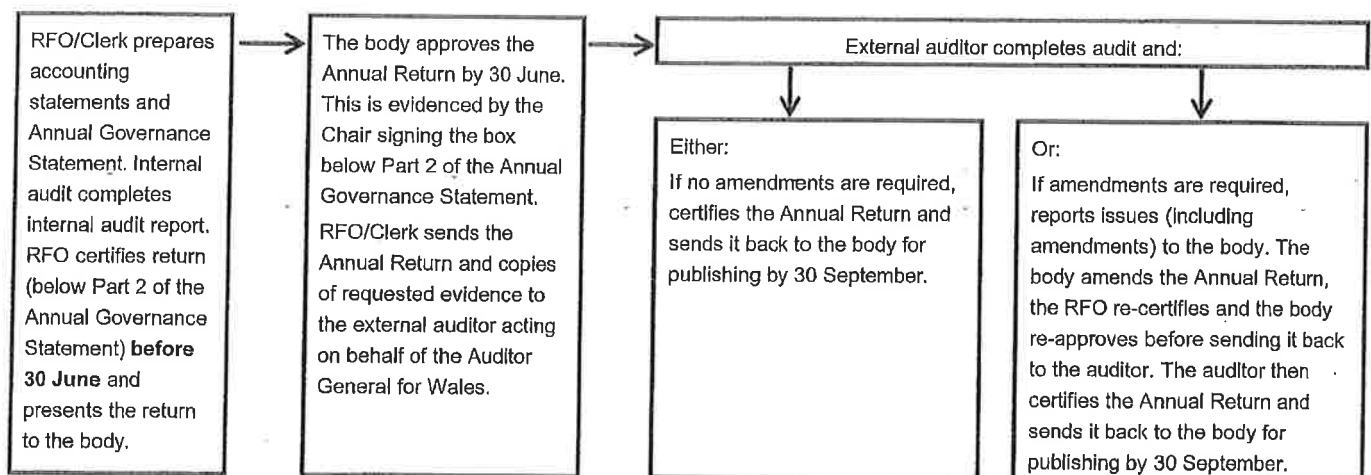 RFO/Clerk prepares
accounting
statements and
Annual Governance
Statement. Internal
audit completes
internal audit report.
RFO certifies return
(below Part 2 of the
Annual Governance
Statement) before
30 June and
presents the return
to the body.
The body approves the
Annual Return by 30 June.
This is evidenced by the
Chair signing the box
below Part 2 of the Annual
Governance Statement.
RFO/Clerk sends the
Annual Return and copies
of requested evidence to
the external auditor acting
on behalf of the Auditor
General for Wales.
External auditor completes audit and:
Either:
If no amendments are required,
certifies the Annual Return and
sends it back to the body for
publishing by 30 September.
Or:
If amendments are required,
reports issues (including
amendments) to the body. The
body amends the Annual Return,
the RFO re-certifies and the body
re-approves before sending it back
to the auditor. The auditor then
certifies the Annual Return and
sends it back to the body for
publishing by 30 September.